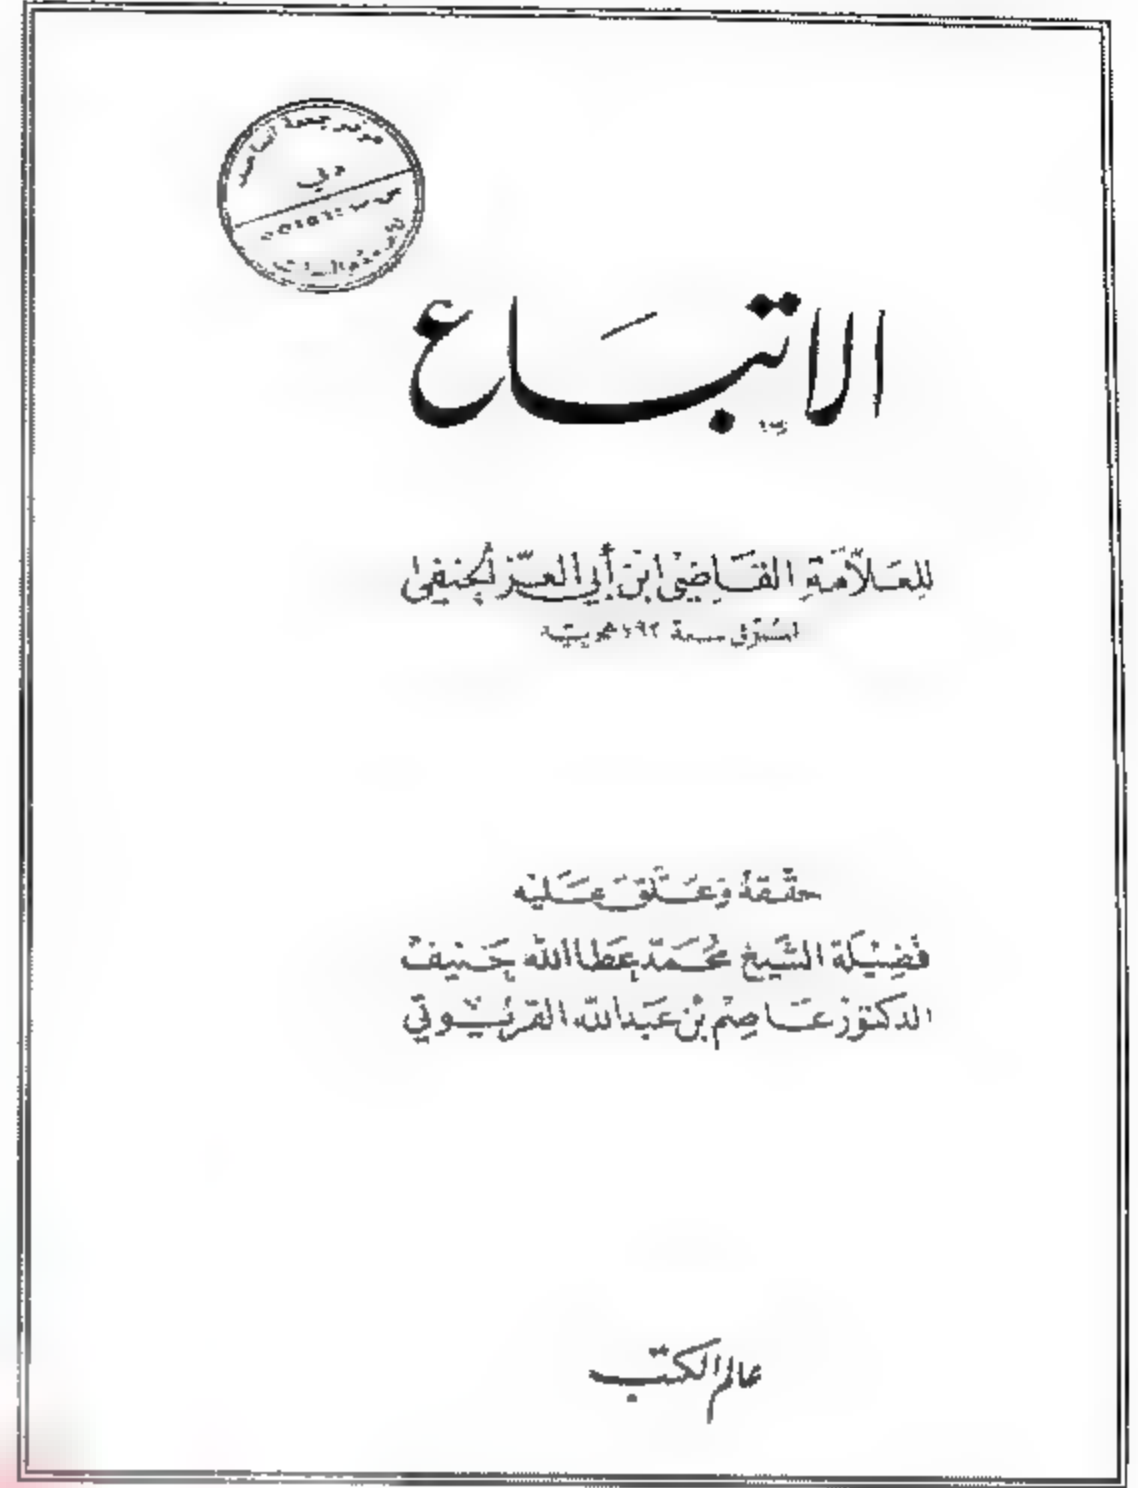 دبي
الاتباع
للعلامة القاضي ابن أبي العز الحنفي
المتوفى سنة ٧٩٢ هجرية
حققه وعلق عليه
فضيلة الشيخ محمد عطا الله حنيف
الدكتور عاصم بن عبد الله القريوتي
عالم الكتب